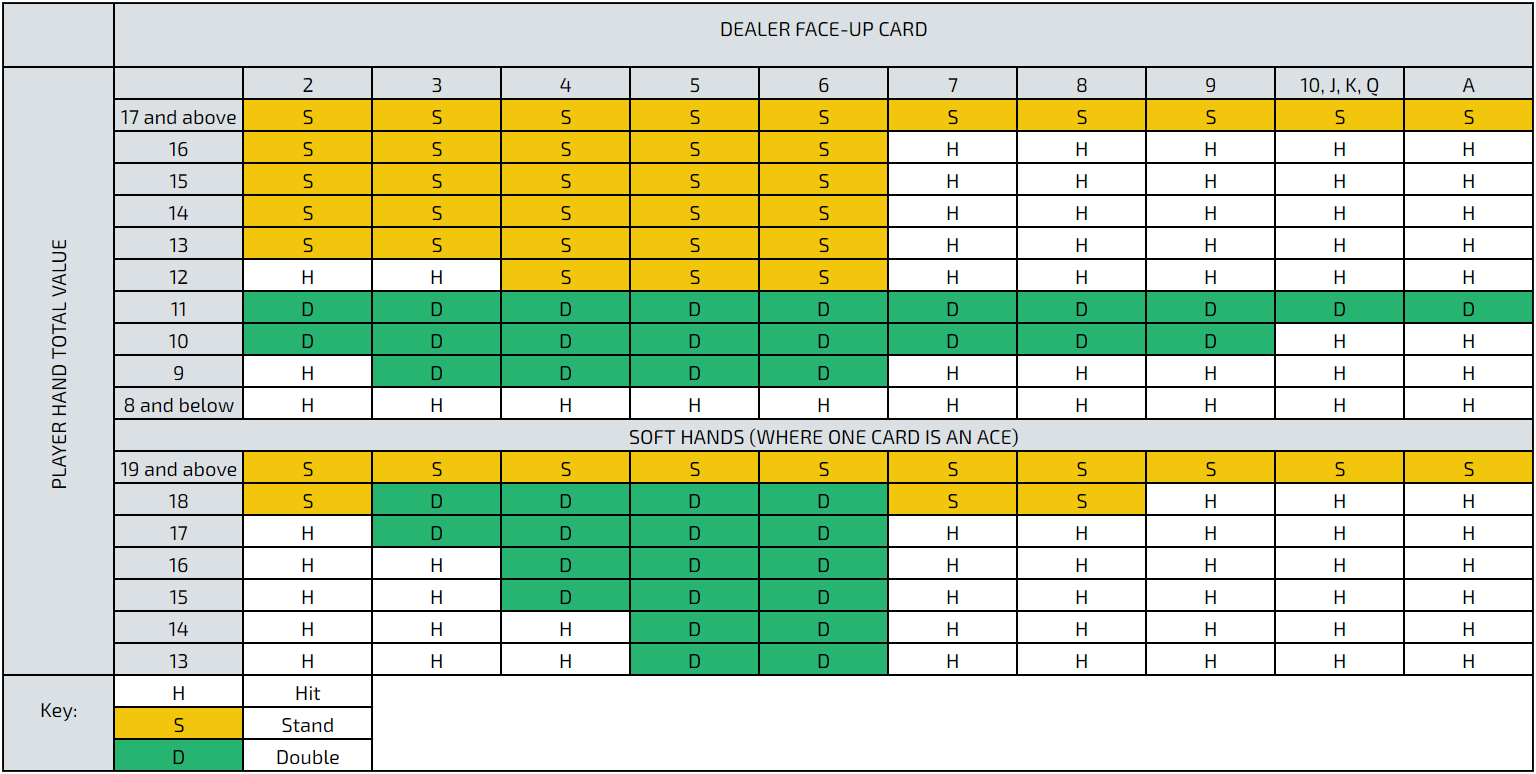 DEALER FACE-UP CARD
PLAYER HAND TOTAL VALUE
2 3 4 5 6 7 8 9 10, J, K, Q A
17 and above S S S S S S S S S S
16 S S S S S H H H H H
15 S S S S S H H H H H
14 S S S S S H H H H H
13 S S S S S H H H H H
12 H H S S S H H H H H
11 D D D D D D D D D D
10 D D D D D D D D H H
9 H D D D D H H H H H
8 and below H H H H H H H H H H
SOFT HANDS (WHERE ONE CARD IS AN ACE)
19 and above S S S S S S S S S S
18 S D D D D S S H H H
17 H D D D D H H H H H
16 H H D D D H H H H H
15 H H D D D H H H H H
14 H H H D D H H H H H
13 H H H D D H H H H H
Key:
H Hit
S Stand
D Double